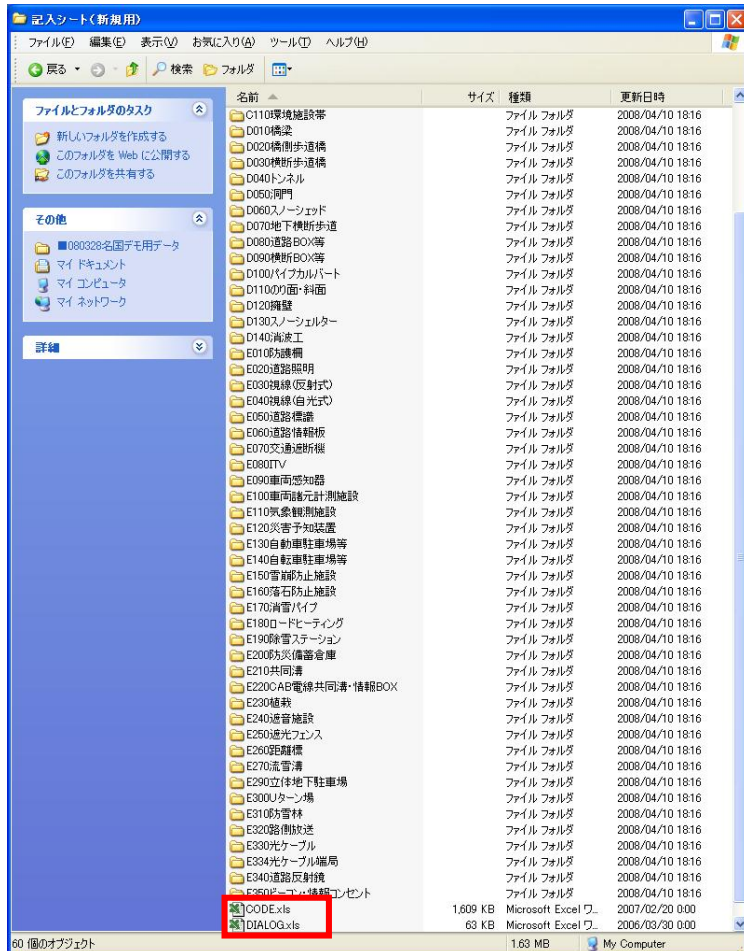 記入シート(新規用)
ファイル(F) 編集(E) 表示(V) お気に入り(A) ツール(T) ヘルプ(H)
戻る 検索 フォルダ
ファイルとフォルダのタスク
新しいフォルダを作成する
このフォルダを Web に公開する
このフォルダを共有する
その他
■080328名国デモ用データ
マイ ドキュメント
マイ コンピュータ
マイ ネットワーク
詳細
名前 サイズ 種類 更新日時
C110環境施設帯 ファイル フォルダ 2008/04/10 18:16
D010橋梁 ファイル フォルダ 2008/04/10 18:16
D020橋側歩道橋 ファイル フォルダ 2008/04/10 18:16
D030横断歩道橋 ファイル フォルダ 2008/04/10 18:16
D040トンネル ファイル フォルダ 2008/04/10 18:16
D050洞門 ファイル フォルダ 2008/04/10 18:16
D060スノーシェッド ファイル フォルダ 2008/04/10 18:16
D070地下横断歩道 ファイル フォルダ 2008/04/10 18:16
D080道路BOX等 ファイル フォルダ 2008/04/10 18:16
D090横断BOX等 ファイル フォルダ 2008/04/10 18:16
D100パイプカルバート ファイル フォルダ 2008/04/10 18:16
D110のり面・斜面 ファイル フォルダ 2008/04/10 18:16
D120擁壁 ファイル フォルダ 2008/04/10 18:16
D130スノーシェルター ファイル フォルダ 2008/04/10 18:16
D140消波工 ファイル フォルダ 2008/04/10 18:16
E010防護柵 ファイル フォルダ 2008/04/10 18:16
E020道路照明 ファイル フォルダ 2008/04/10 18:16
E030視線(反射式) ファイル フォルダ 2008/04/10 18:16
E040視線(自光式) ファイル フォルダ 2008/04/10 18:16
E050道路標識 ファイル フォルダ 2008/04/10 18:16
E060道路情報板 ファイル フォルダ 2008/04/10 18:16
E070交通遮断機 ファイル フォルダ 2008/04/10 18:16
E080ITV ファイル フォルダ 2008/04/10 18:16
E090車両感知器 ファイル フォルダ 2008/04/10 18:16
E100車両諸元計測施設 ファイル フォルダ 2008/04/10 18:16
E110気象観測施設 ファイル フォルダ 2008/04/10 18:16
E120災害予知装置 ファイル フォルダ 2008/04/10 18:16
E130自動車駐車場等 ファイル フォルダ 2008/04/10 18:16
E140自転車駐車場等 ファイル フォルダ 2008/04/10 18:16
E150雪崩防止施設 ファイル フォルダ 2008/04/10 18:16
E160落石防止施設 ファイル フォルダ 2008/04/10 18:16
E170消雪パイプ ファイル フォルダ 2008/04/10 18:16
E180ロードヒーティング ファイル フォルダ 2008/04/10 18:16
E190除雪ステーション ファイル フォルダ 2008/04/10 18:16
E200防災備蓄倉庫 ファイル フォルダ 2008/04/10 18:16
E210共同溝 ファイル フォルダ 2008/04/10 18:16
E220CAB電線共同溝・情報BOX ファイル フォルダ 2008/04/10 18:16
E230植栽 ファイル フォルダ 2008/04/10 18:16
E240遮音施設 ファイル フォルダ 2008/04/10 18:16
E250遮光フェンス ファイル フォルダ 2008/04/10 18:16
E260距離標 ファイル フォルダ 2008/04/10 18:16
E270流雪溝 ファイル フォルダ 2008/04/10 18:16
E290立体地下駐車場 ファイル フォルダ 2008/04/10 18:16
E300Uターン場 ファイル フォルダ 2008/04/10 18:16
E310防雪林 ファイル フォルダ 2008/04/10 18:16
E320路側放送 ファイル フォルダ 2008/04/10 18:16
E330光ケーブル ファイル フォルダ 2008/04/10 18:16
E334光ケーブル端局 ファイル フォルダ 2008/04/10 18:16
E340道路反射鏡 ファイル フォルダ 2008/04/10 18:16
E350ビーコン・情報コンセント ファイル フォルダ 2008/04/10 18:16
CODE.xls 1,609 KB Microsoft Excel ワ... 2007/02/20 0:00
DIALOG.xls 63 KB Microsoft Excel ワ... 2006/03/30 0:00
60 個のオブジェクト 1.63 MB My Computer